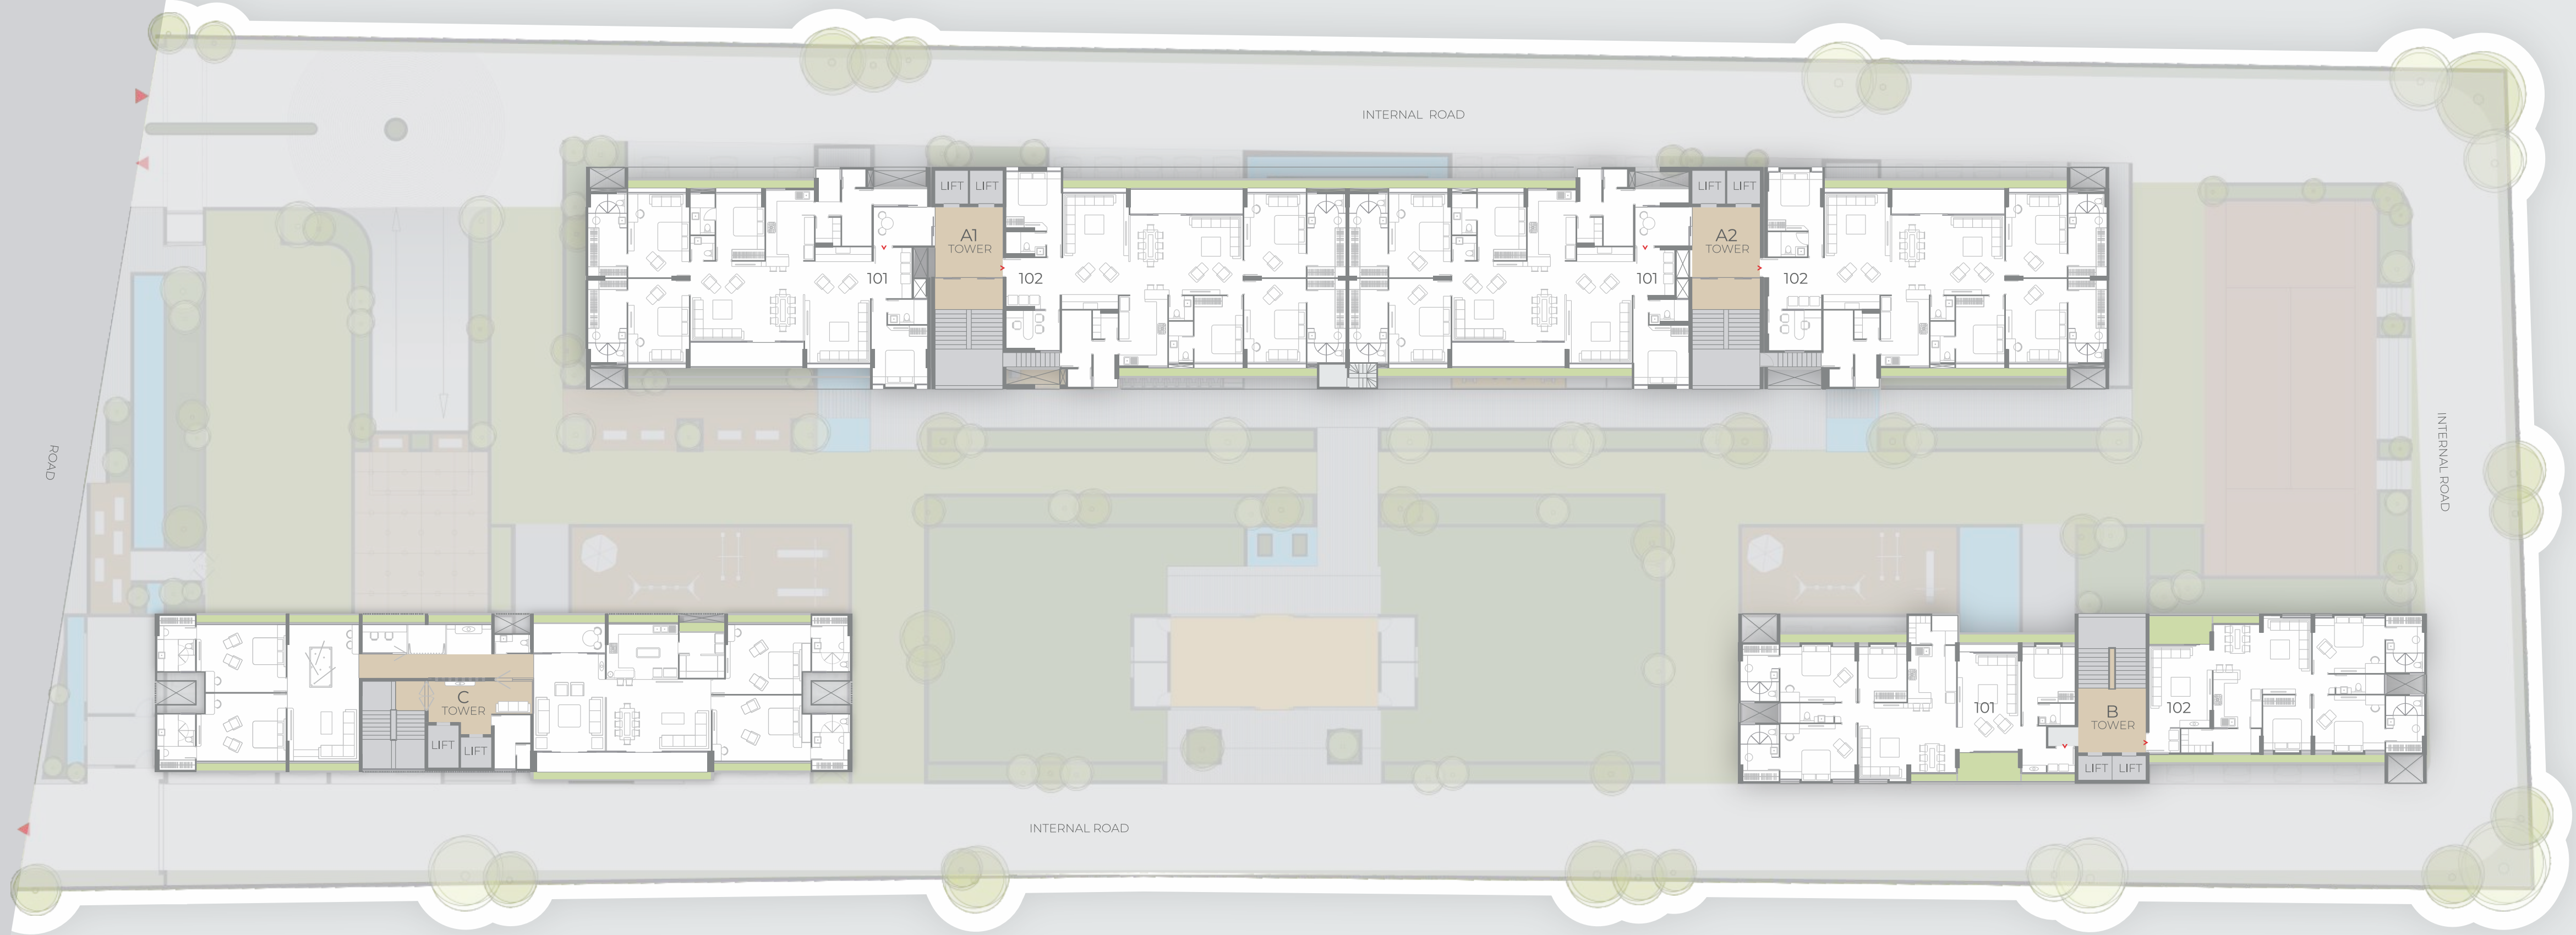 INTERNAL ROAD
LIFT LIFT
A1
TOWER
101
102
LIFT LIFT
A2
TOWER
101
102
ROAD
INTERNAL ROAD
C
TOWER
LIFT
LIFT
101
B
TOWER
102
LIFT LIFT
INTERNAL ROAD